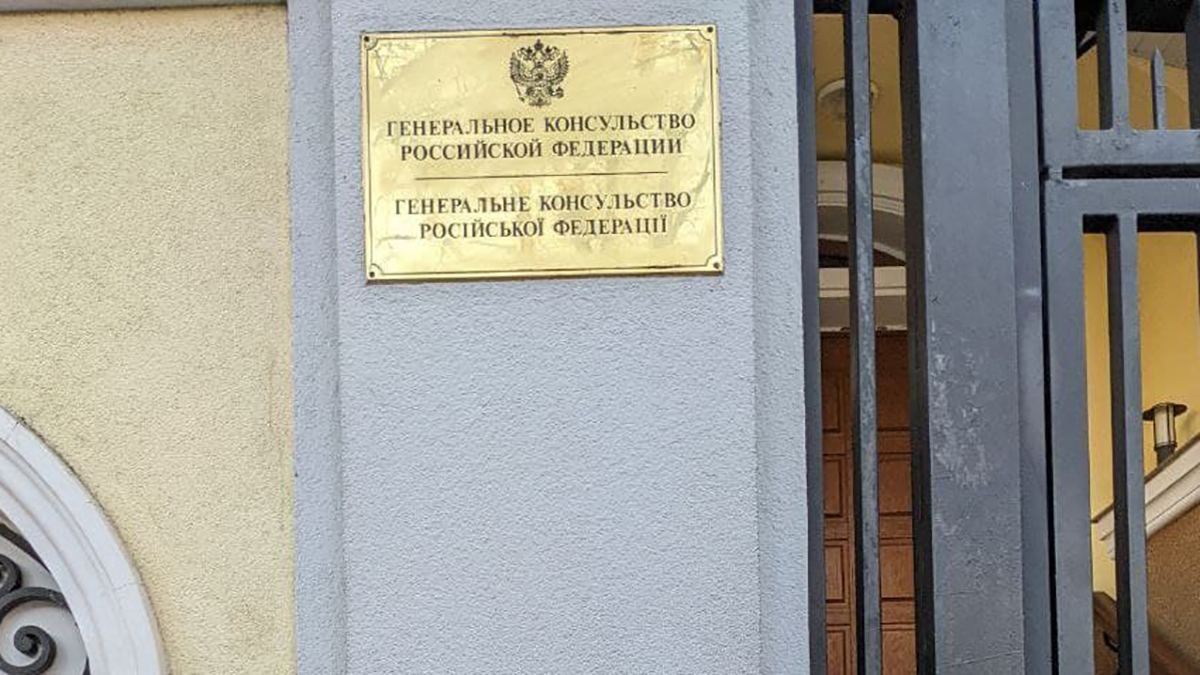 ГЕНЕРАЛЬНОЕ КОНСУЛЬСТВО
РОССИЙСКОЙ ФЕДЕРАЦИИ
ГЕНЕРАЛЬНЕ КОНСУЛЬСТВО
РОСІЙСЬКОЇ ФЕДЕРАЦІЇ